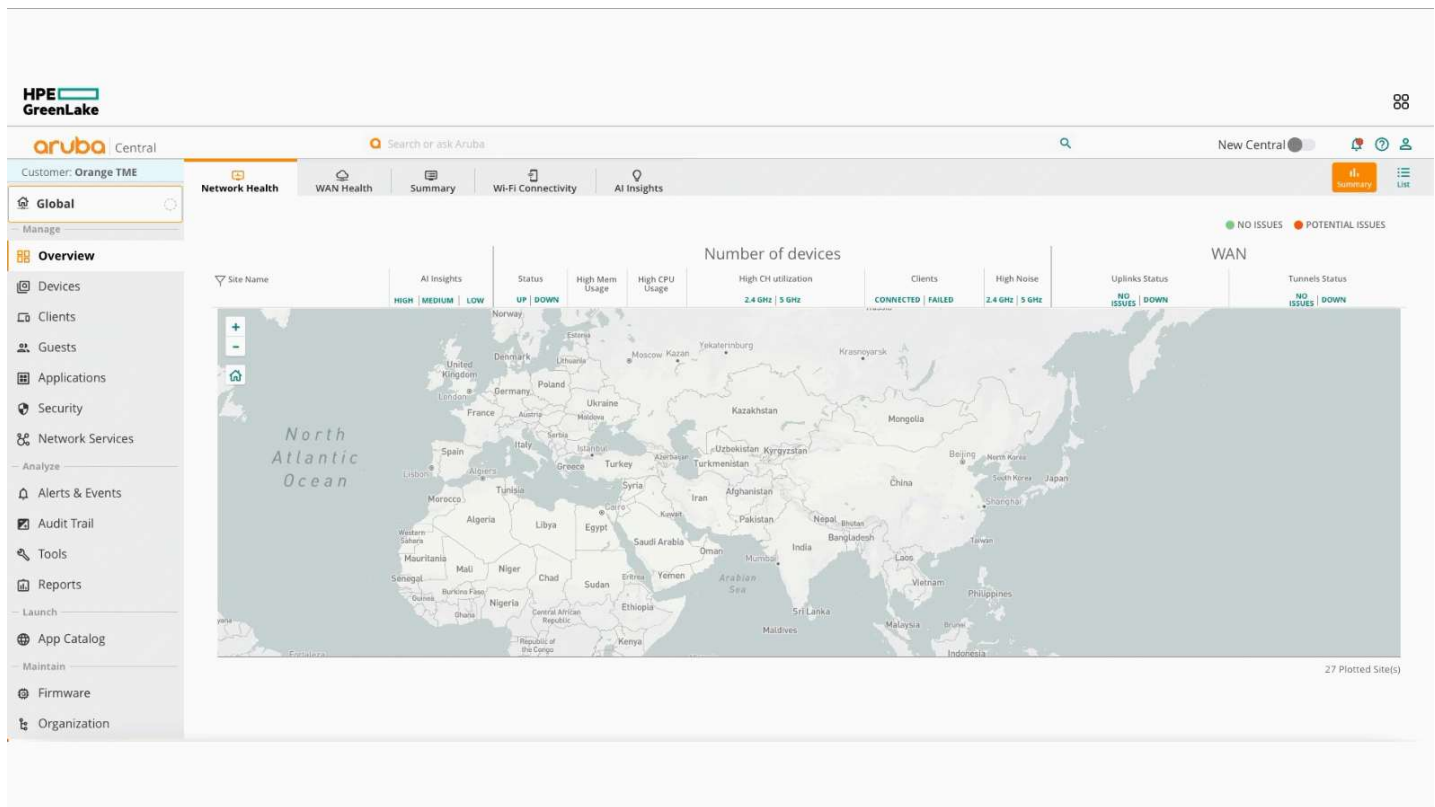 HPE
GreenLake
aruba Central
Search or ask Aruba
New Central
Customer: Orange TME
Network Health
WAN Health
Summary
Wi-Fi Connectivity
AI Insights
Summary
List
Global
Manage
Overview
Devices
Clients
Guests
Applications
Security
Network Services
Analyze
Alerts & Events
Audit Trail
Tools
Reports
Launch
App Catalog
Maintain
Firmware
Organization
NO ISSUES
POTENTIAL ISSUES
Number of devices
WAN
Site Name
AI Insights
HIGH | MEDIUM | LOW
Status
UP | DOWN
High Mem
Usage
High CPU
Usage
High CH utilization
2.4 GHz | 5 GHz
Clients
CONNECTED | FAILED
High Noise
2.4 GHz | 5 GHz
Uplinks Status
NO
ISSUES | DOWN
Tunnels Status
NO
ISSUES | DOWN
+
-
Norway
Estonia
Yekaterinburg
Moscow
Kazan
Krasnoyarsk
Denmark
Lithuania
United
Kingdom
London
Germany
Poland
Ukraine
France
Austria
Moldova
Kazakhstan
Mongolia
North
Atlantic
Ocean
Serbia
Italy
Istanbul
Spain
Uzbekistan
Kyrgyzstan
Beijing
North Korea
Lisbon
Algiers
Greece
Turkey
Azerbaijan
Turkmenistan
South Korea
Japan
Tunisia
Syria
Iran
Afghanistan
China
Shanghai
Morocco
Cairo
Kuwait
Algeria
Libya
Egypt
Pakistan
Nepal
Bhutan
Western
Sahara
Saudi Arabia
Oman
Mumbai
India
Bangladesh
Taiwan
Mauritania
Mali
Niger
Chad
Sudan
Eritrea
Yemen
Arabian
Sea
Laos
Vietnam
Senegal
Guinea
Burkina Faso
Ghana
Nigeria
Central African
Republic
Ethiopia
Philippines
Sri Lanka
Maldives
Malaysia
Brunei
Republic of
the Congo
Kenya
Indonesia
Fortaleza
27 Plotted Site(s)